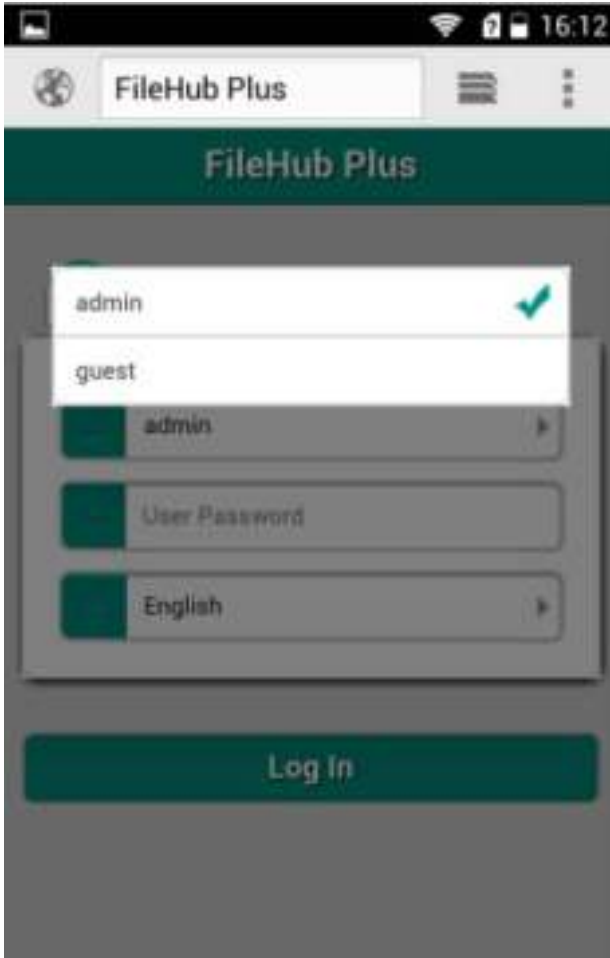 16:12
FileHub Plus
FileHub Plus
admin
guest
admin
User Password
English
Log In